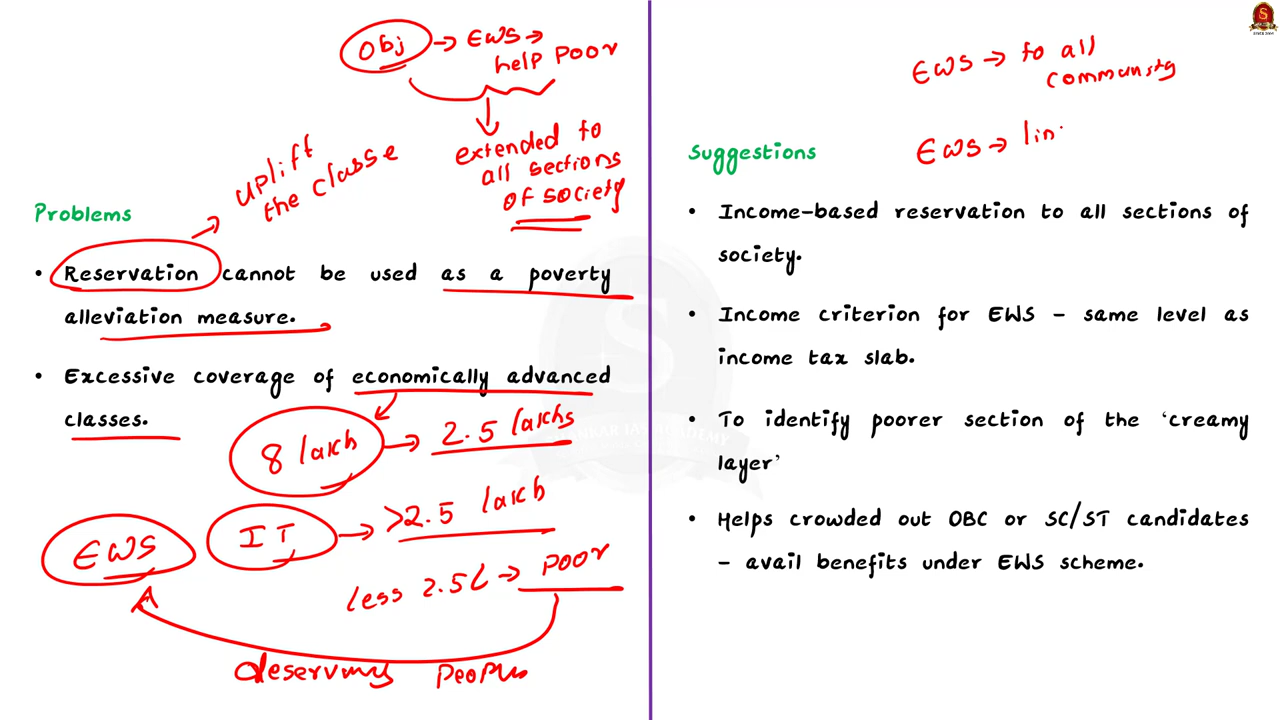 Obj → EWS →
help poor
extended to
all sections
of society
uplift
the classe
Problems
• Reservation cannot be used as a poverty
alleviation measure.
• Excessive coverage of economically advanced
classes.
8 lakh → 2.5 lakhs
EWS IT → >2.5 lakh
less 2.5L → poor
deserving people
EWS → to all
community
EWS → lin
Suggestions
• Income-based reservation to all sections of
society.
• Income criterion for EWS - same level as
income tax slab.
• To identify poorer section of the 'creamy
layer'
• Helps crowded out OBC or SC/ST candidates
- avail benefits under EWS scheme.